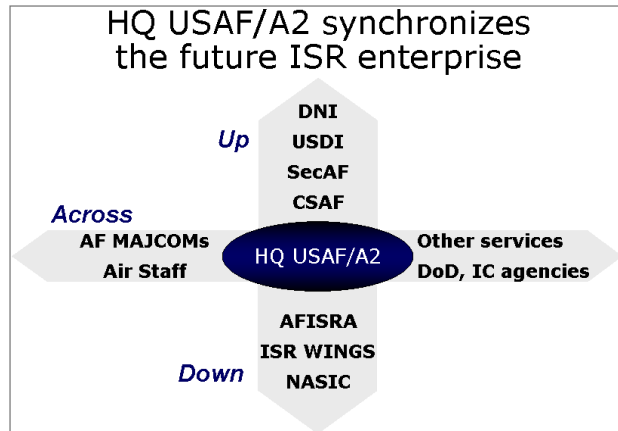 HQ USAF/A2 synchronizes
the future ISR enterprise
DNI
Up
USDI
SecAF
CSAF
Across
AF MAJCOMs
Air Staff
HQ USAF/A2
Other services
DoD, IC agencies
AFISRA
ISR WINGS
Down
NASIC